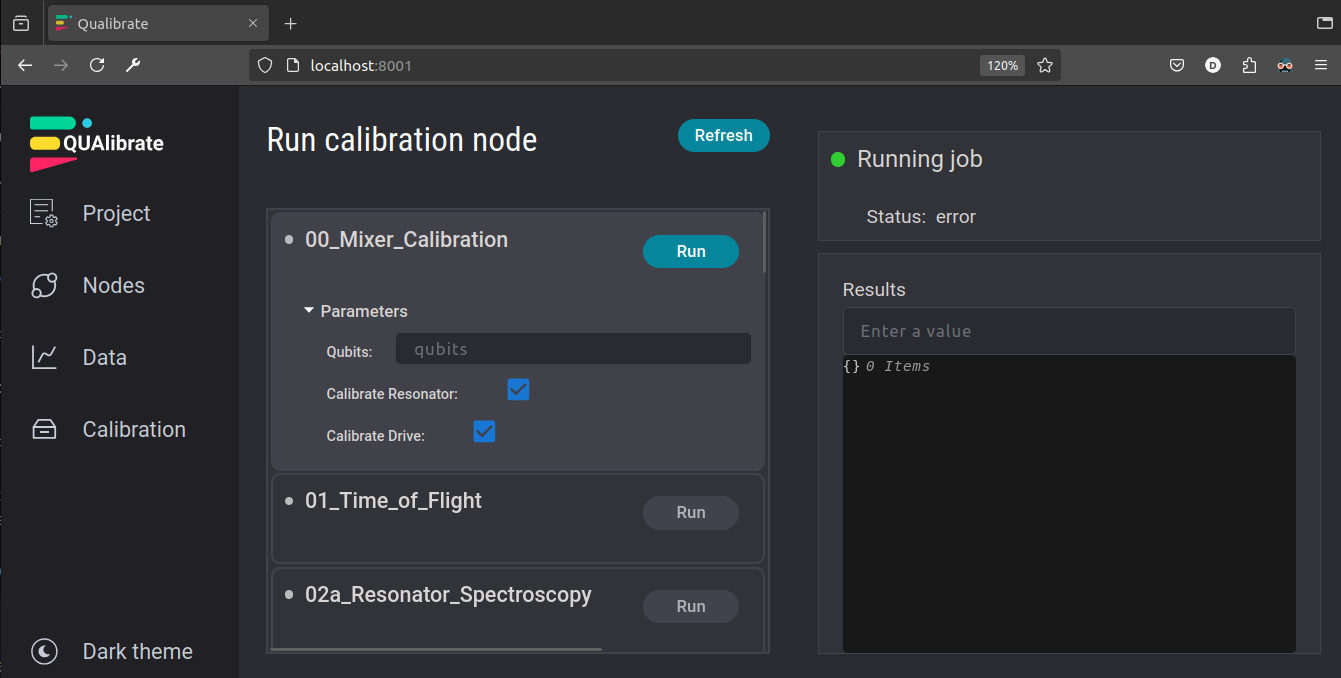 Qualibrate
localhost:8001
120%
D
QUAlibrate
Project
Nodes
Data
Calibration
Dark theme
Run calibration node
Refresh
00_Mixer_Calibration
Run
Parameters
Qubits: qubits
Calibrate Resonator:
Calibrate Drive:
01_Time_of_Flight
Run
02a_Resonator_Spectroscopy
Run
Running job
Status: error
Results
Enter a value
{} 0 Items